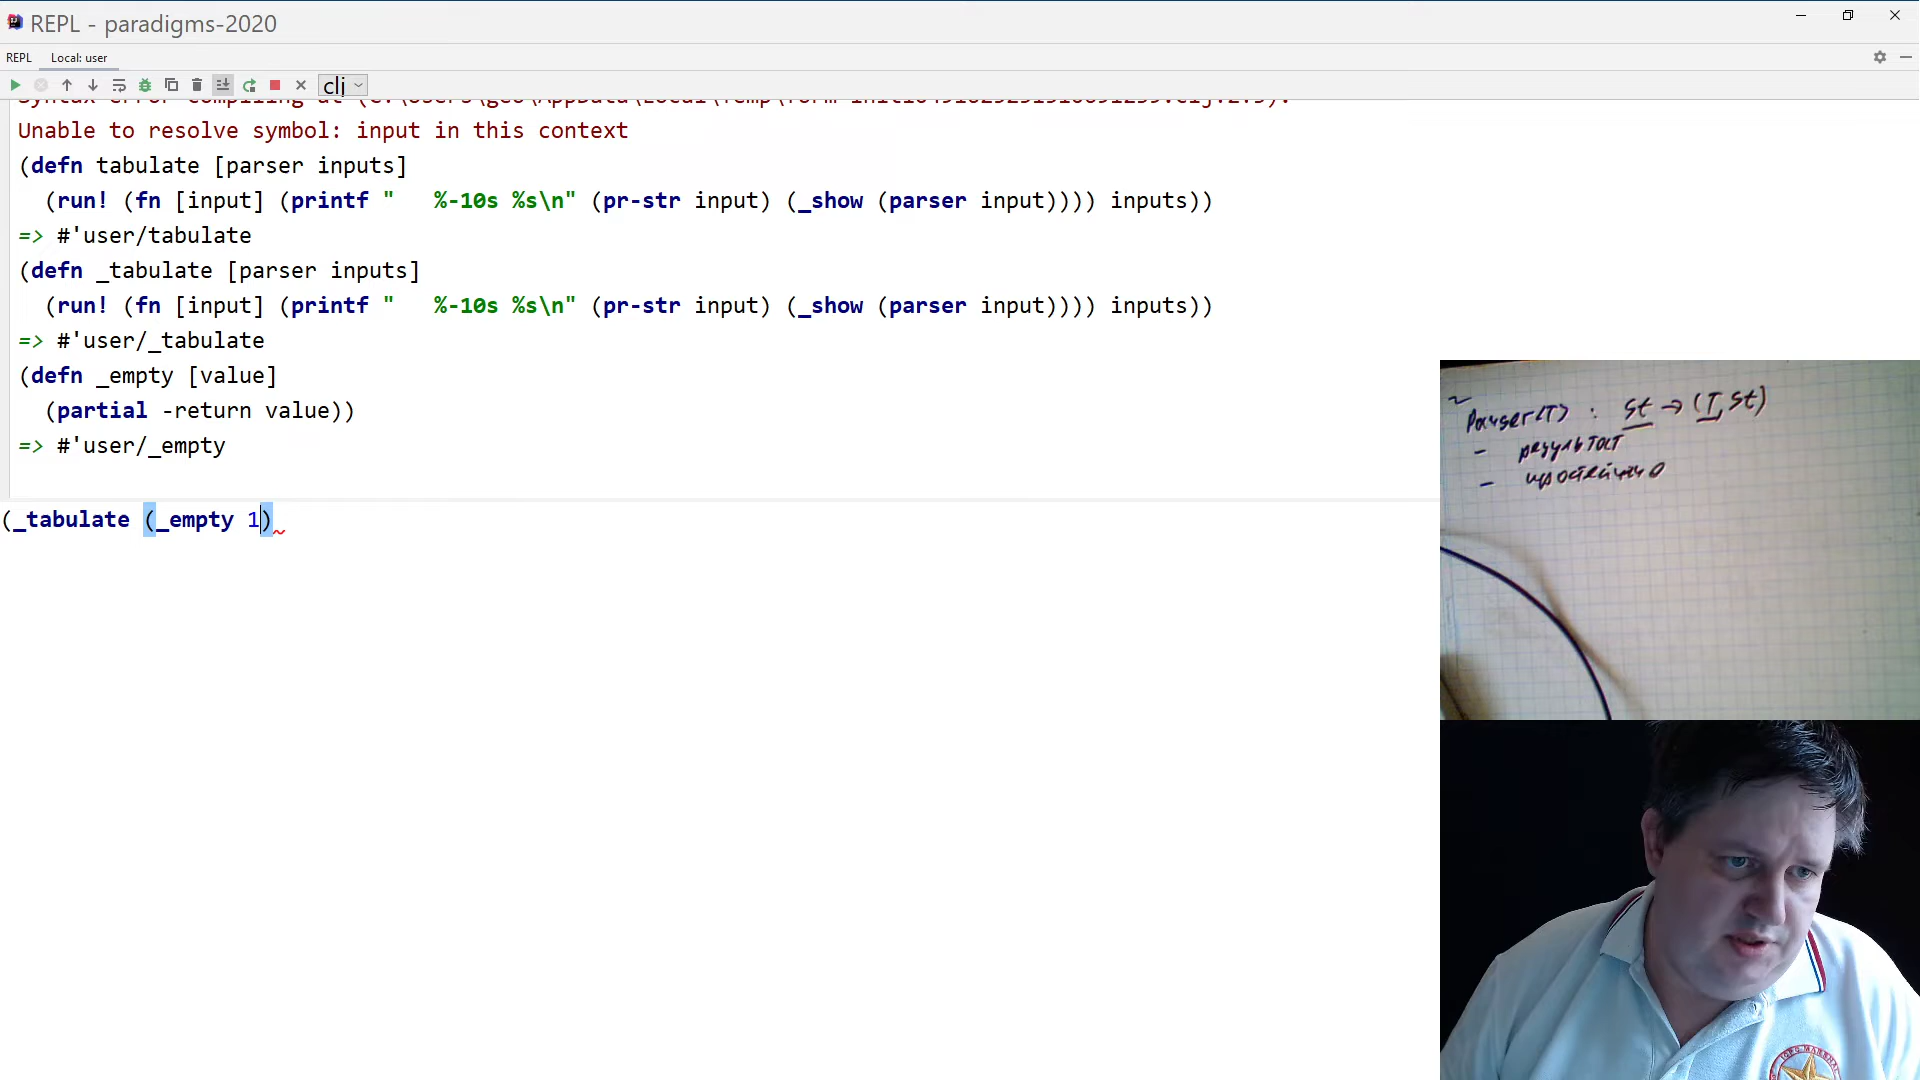 REPL - paradigms-2020
REPL Local: user
clj
Unable to resolve symbol: input in this context
(defn tabulate [parser inputs]
(run! (fn [input] (printf "   %-10s %s\n" (pr-str input) (_show (parser input)))) inputs))
=> #'user/tabulate
(defn _tabulate [parser inputs]
(run! (fn [input] (printf "   %-10s %s\n" (pr-str input) (_show (parser input)))) inputs))
=> #'user/_tabulate
(defn _empty [value]
(partial -return value))
=> #'user/_empty
(_tabulate (_empty 1)
Parser(T) : St → (T, St)
- результат